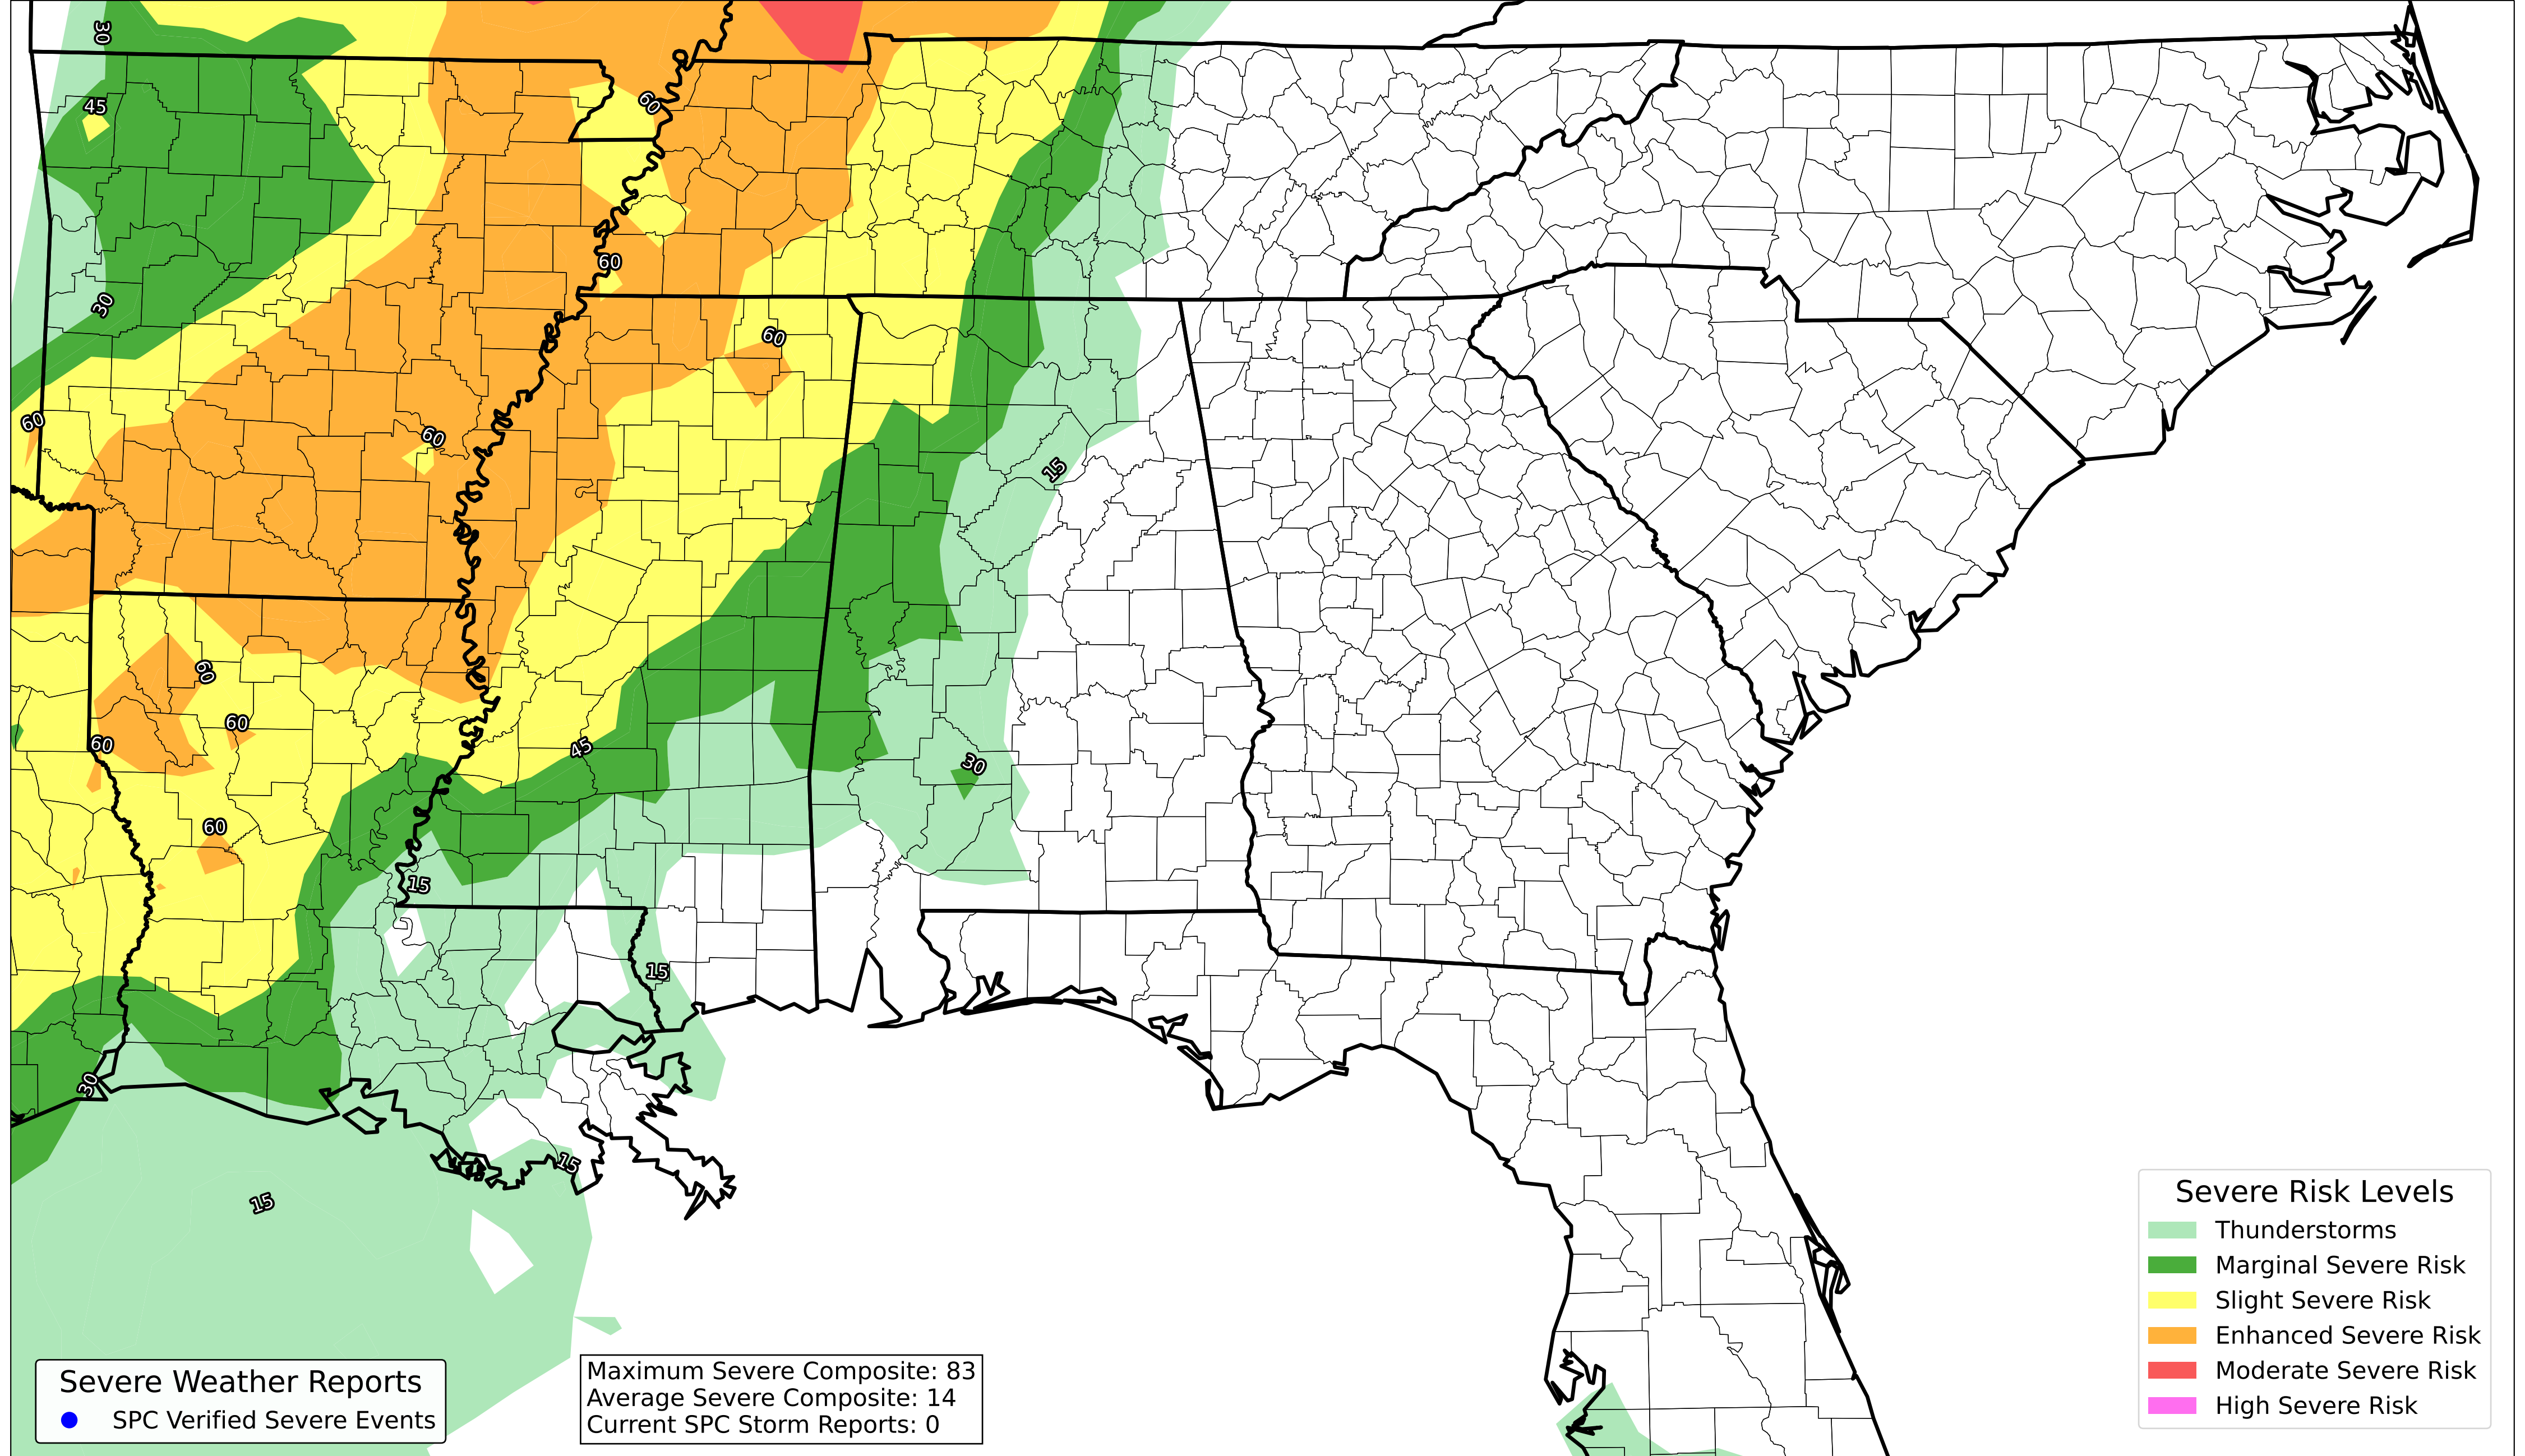 30
45
60
60
30
60
60
60
15
60
60
60
45
30
60
15
15
30
15
15
Severe Risk Levels
Thunderstorms
Marginal Severe Risk
Slight Severe Risk
Enhanced Severe Risk
Moderate Severe Risk
High Severe Risk
Severe Weather Reports
SPC Verified Severe Events
Maximum Severe Composite: 83
Average Severe Composite: 14
Current SPC Storm Reports: 0